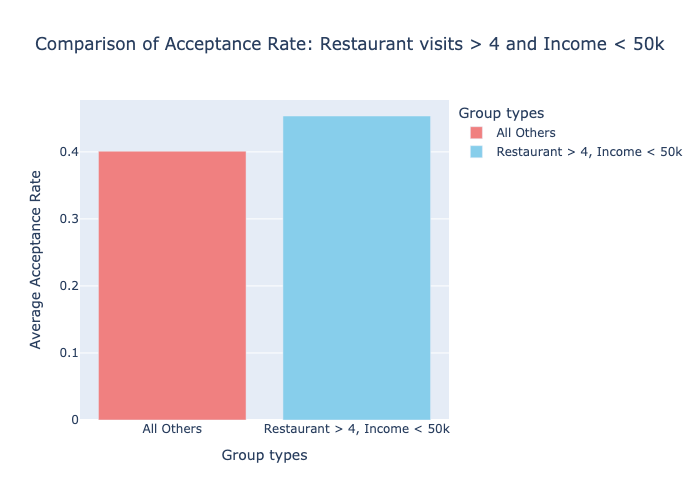 Comparison of Acceptance Rate: Restaurant visits > 4 and Income < 50k
Group types
All Others
Restaurant > 4, Income < 50k
Average Acceptance Rate
0.4
0.3
0.2
0.1
0
All Others
Restaurant > 4, Income < 50k
Group types